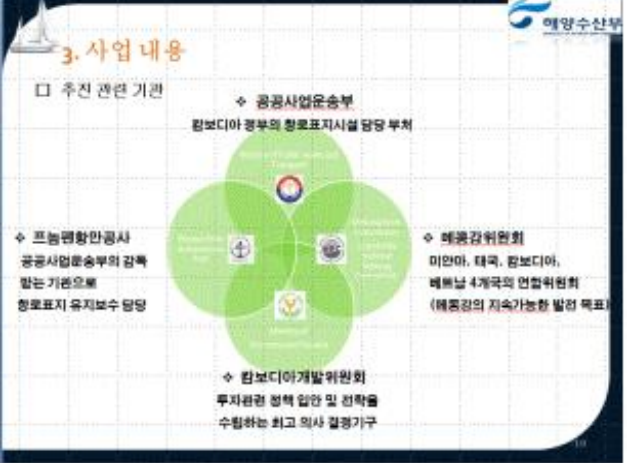 해양수산부
3. 사업 내용
□ 추진 관련 기관
❖ 공공사업운송부
캄보디아 정부의 항로표지시설 담당 부처
❖ 프놈펜항만공사
공공사업운송부의 감독
받는 기관으로
항로표지 유지보수 담당
❖ 메콩강위원회
미얀마, 태국, 캄보디아,
베트남 4개국의 연합위원회
(메콩강의 지속가능한 발전 목표)
❖ 캄보디아개발위원회
투자관련 정책 입안 및 전략을
수립하는 최고 의사 결정기구